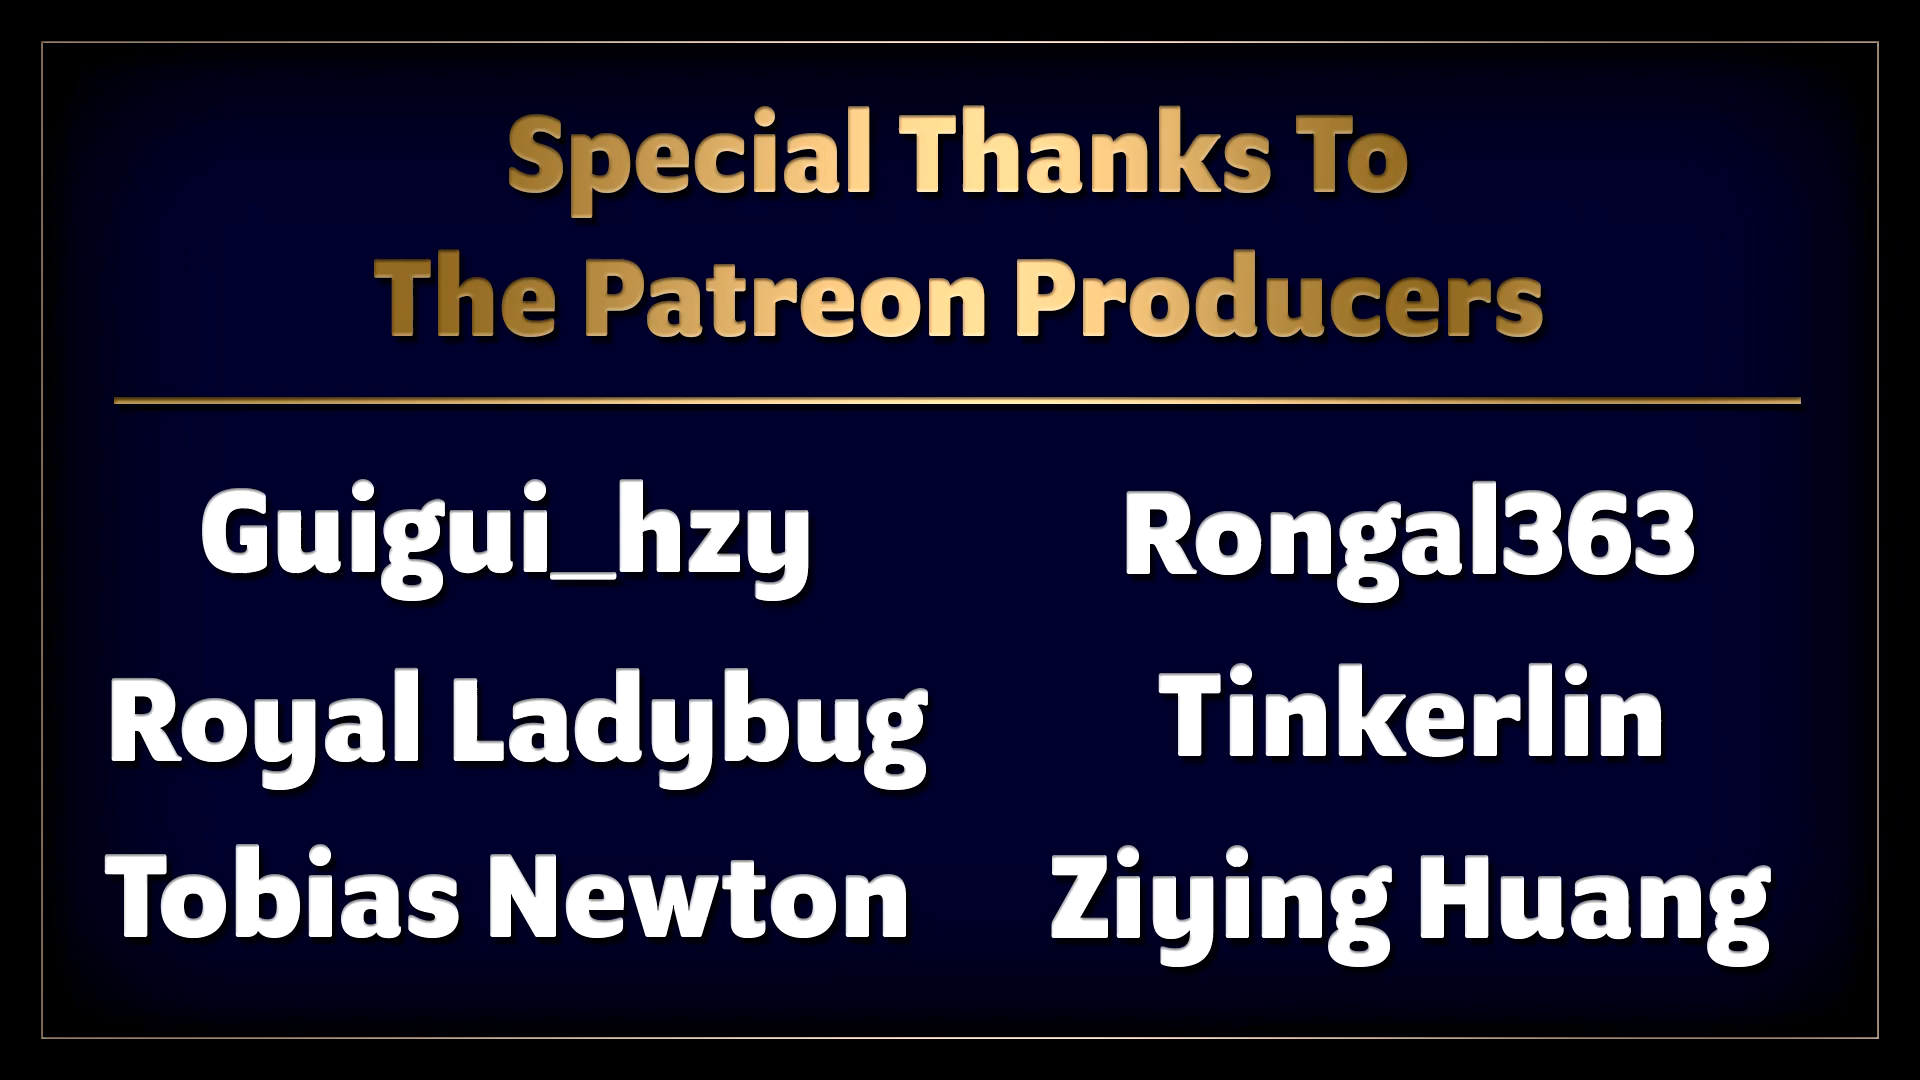 Special Thanks To
The Patreon Producers
Guigui_hzy
Rongal363
Royal Ladybug
Tinkerlin
Tobias Newton
Ziying Huang